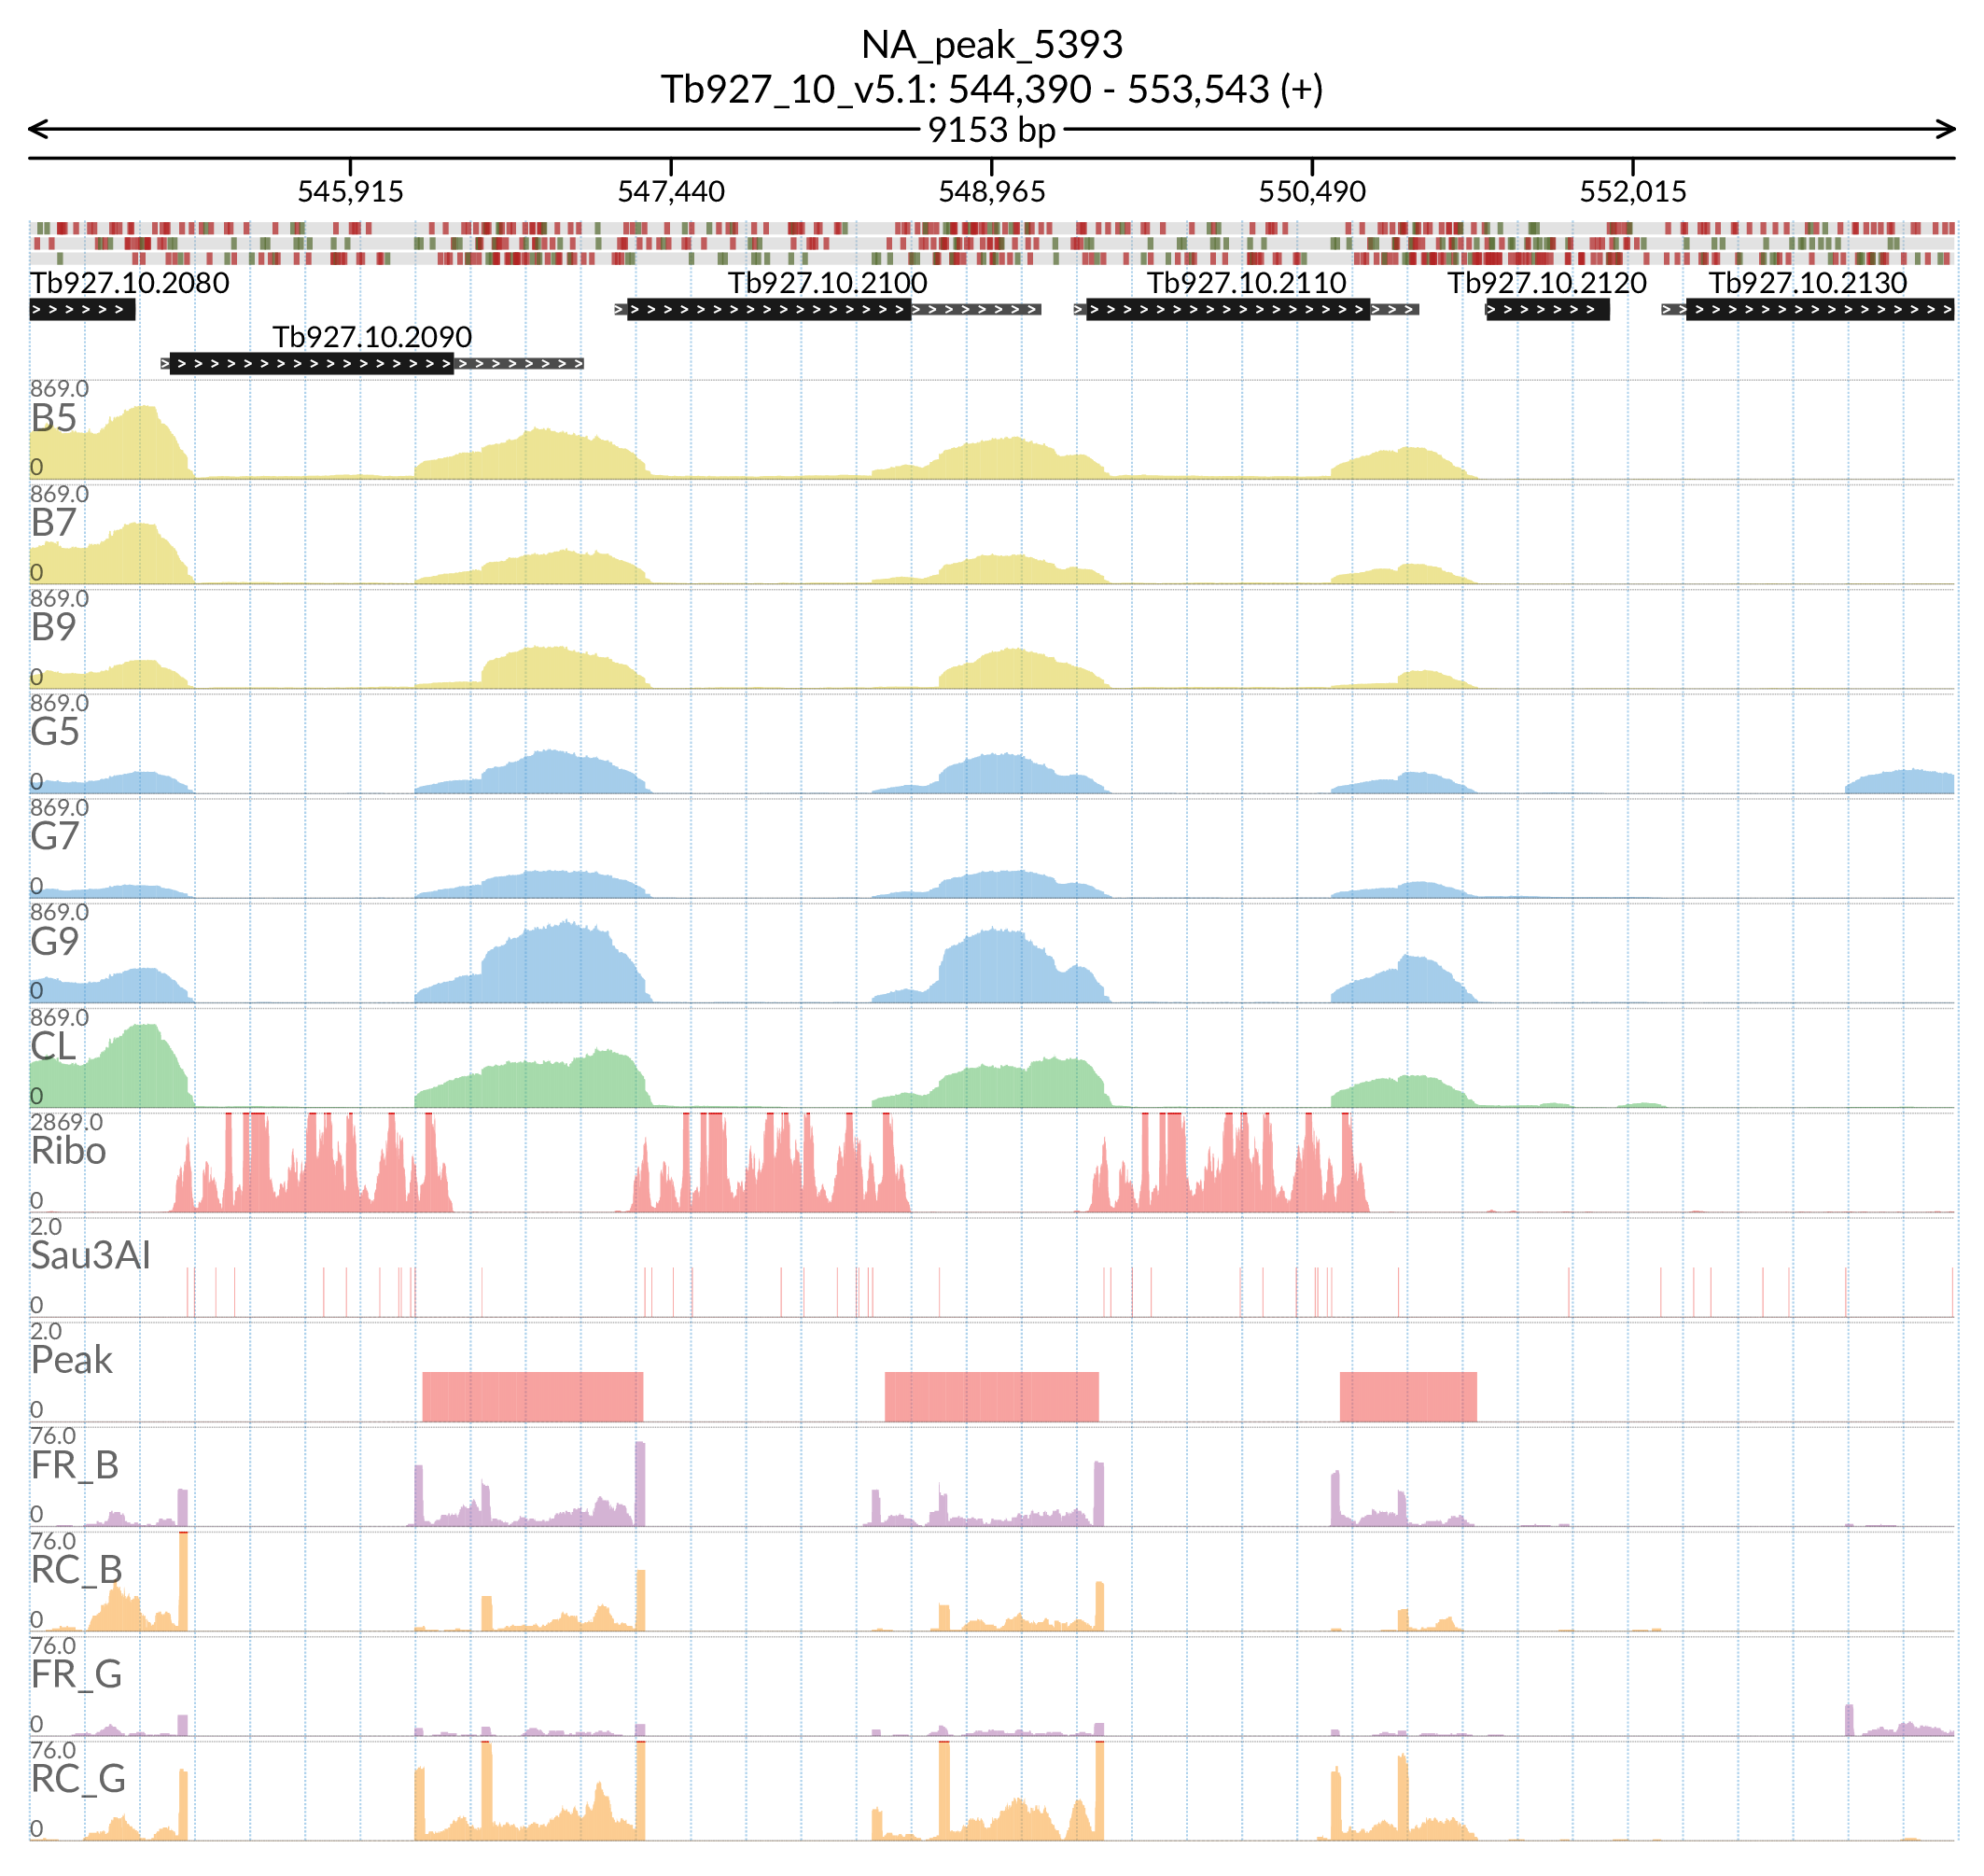 NA_peak_5393
Tb927_10_v5.1: 544,390 - 553,543 (+)
9153 bp
545,915 547,440 548,965 550,490 552,015
Tb927.10.2080 Tb927.10.2100 Tb927.10.2110 Tb927.10.2120 Tb927.10.2130
Tb927.10.2090
869.0
B5
0
869.0
B7
0
869.0
B9
0
869.0
G5
0
869.0
G7
0
869.0
G9
0
869.0
CL
0
2869.0
Ribo
0
2.0
Sau3AI
0
2.0
Peak
0
76.0
FR_B
0
76.0
RC_B
0
76.0
FR_G
0
76.0
RC_G
0